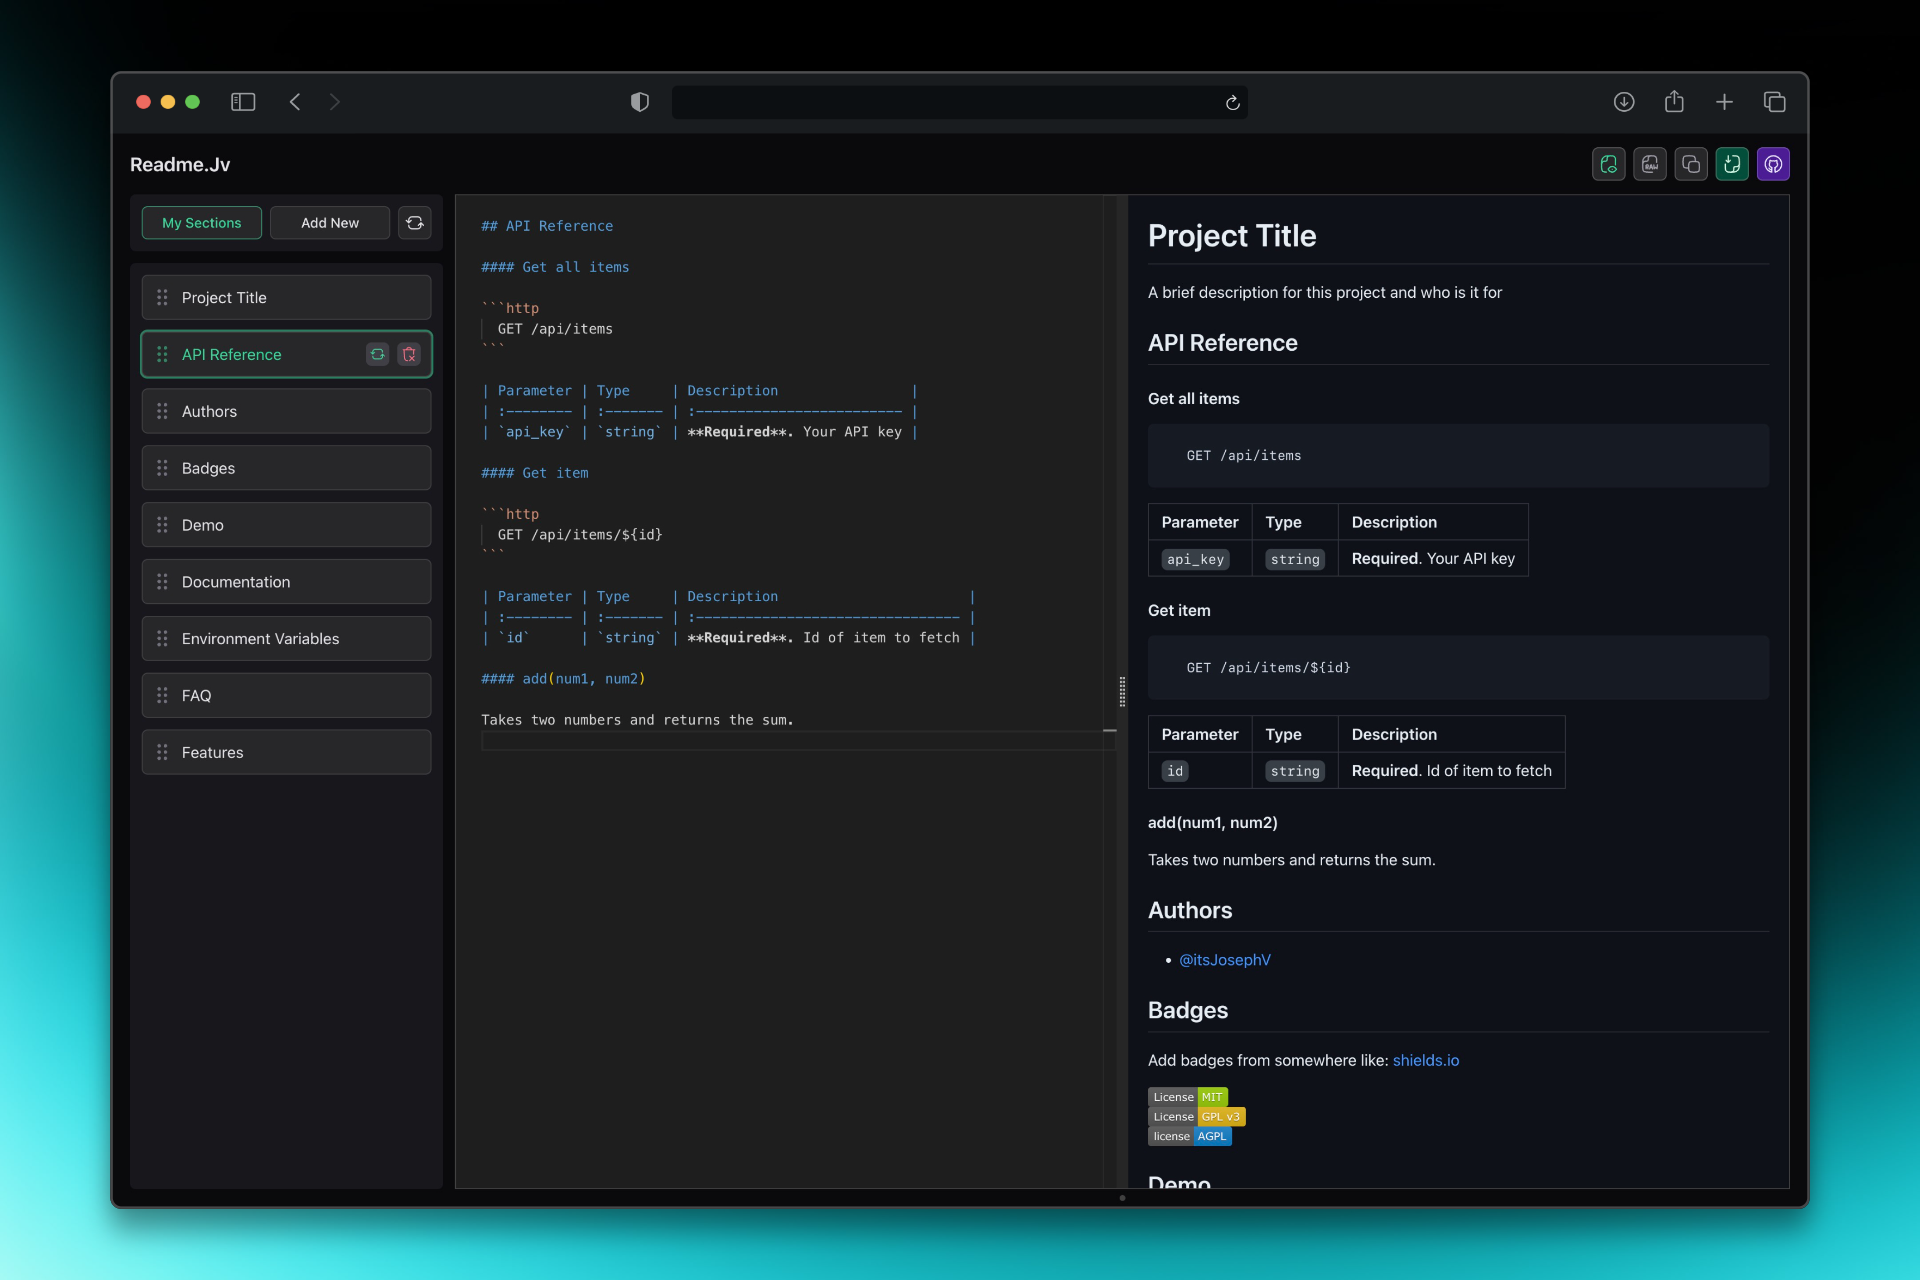 Readme.Jv
RAW
My Sections
Add New
Project Title
API Reference
Authors
Badges
Demo
Documentation
Environment Variables
FAQ
Features
## API Reference
#### Get all items
```http
GET /api/items
```
| Parameter | Type     | Description                |
| :-------- | :------- | :------------------------- |
| `api_key` | `string` | **Required**. Your API key |
#### Get item
```http
GET /api/items/${id}
```
| Parameter | Type     | Description                       |
| :-------- | :------- | :-------------------------------- |
| `id`      | `string` | **Required**. Id of item to fetch |
#### add(num1, num2)
Takes two numbers and returns the sum.
Project Title
A brief description for this project and who is it for
API Reference
Get all items
GET /api/items
Parameter Type Description
api_key string Required. Your API key
Get item
GET /api/items/${id}
Parameter Type Description
id string Required. Id of item to fetch
add(num1, num2)
Takes two numbers and returns the sum.
Authors
• @itsJosephV
Badges
Add badges from somewhere like: shields.io
License MIT
License GPL v3
license AGPL
Demo